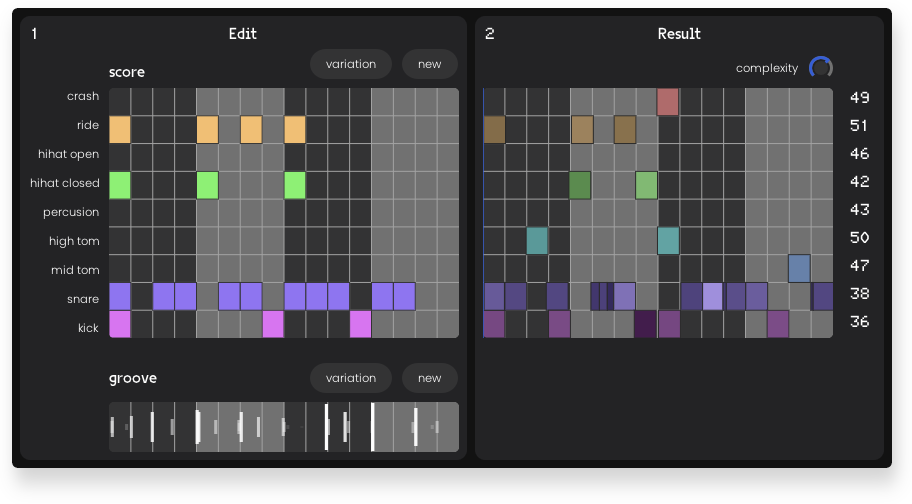 1 Edit
score
variation new
crash
ride
hihat open
hihat closed
percusion
high tom
mid tom
snare
kick
groove
variation new
2 Result
complexity
49
51
46
42
43
50
47
38
36